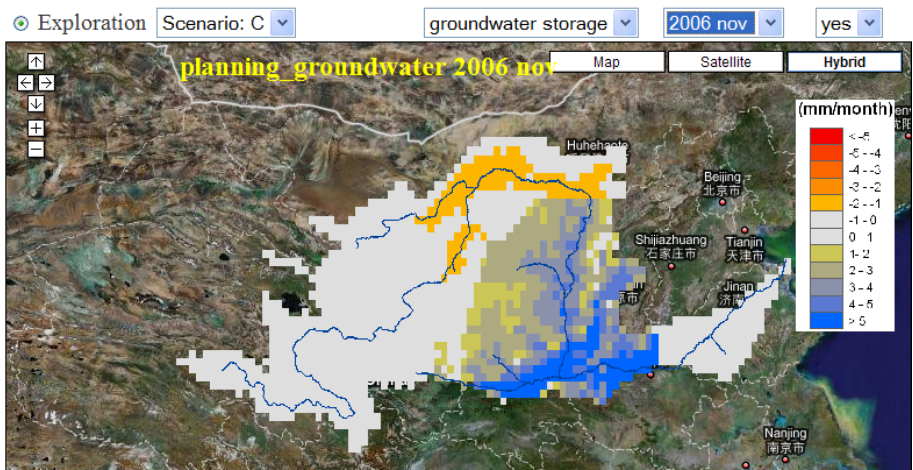 Exploration Scenario: C groundwater storage 2006 nov yes
planning_groundwater 2006 nov
Map Satellite Hybrid
(mm/month)
< -5
-5 - -4
-4 - -3
-3 - -2
-2 - -1
-1 - 0
0 1
1 - 2
2 - 3
3 - 4
4 - 5
> 5
Huhehaote
Beijing
北京市
Shijiazhuang
石家庄市
Tianjin
天津市
Jinan
济南
Nanjing
南京市